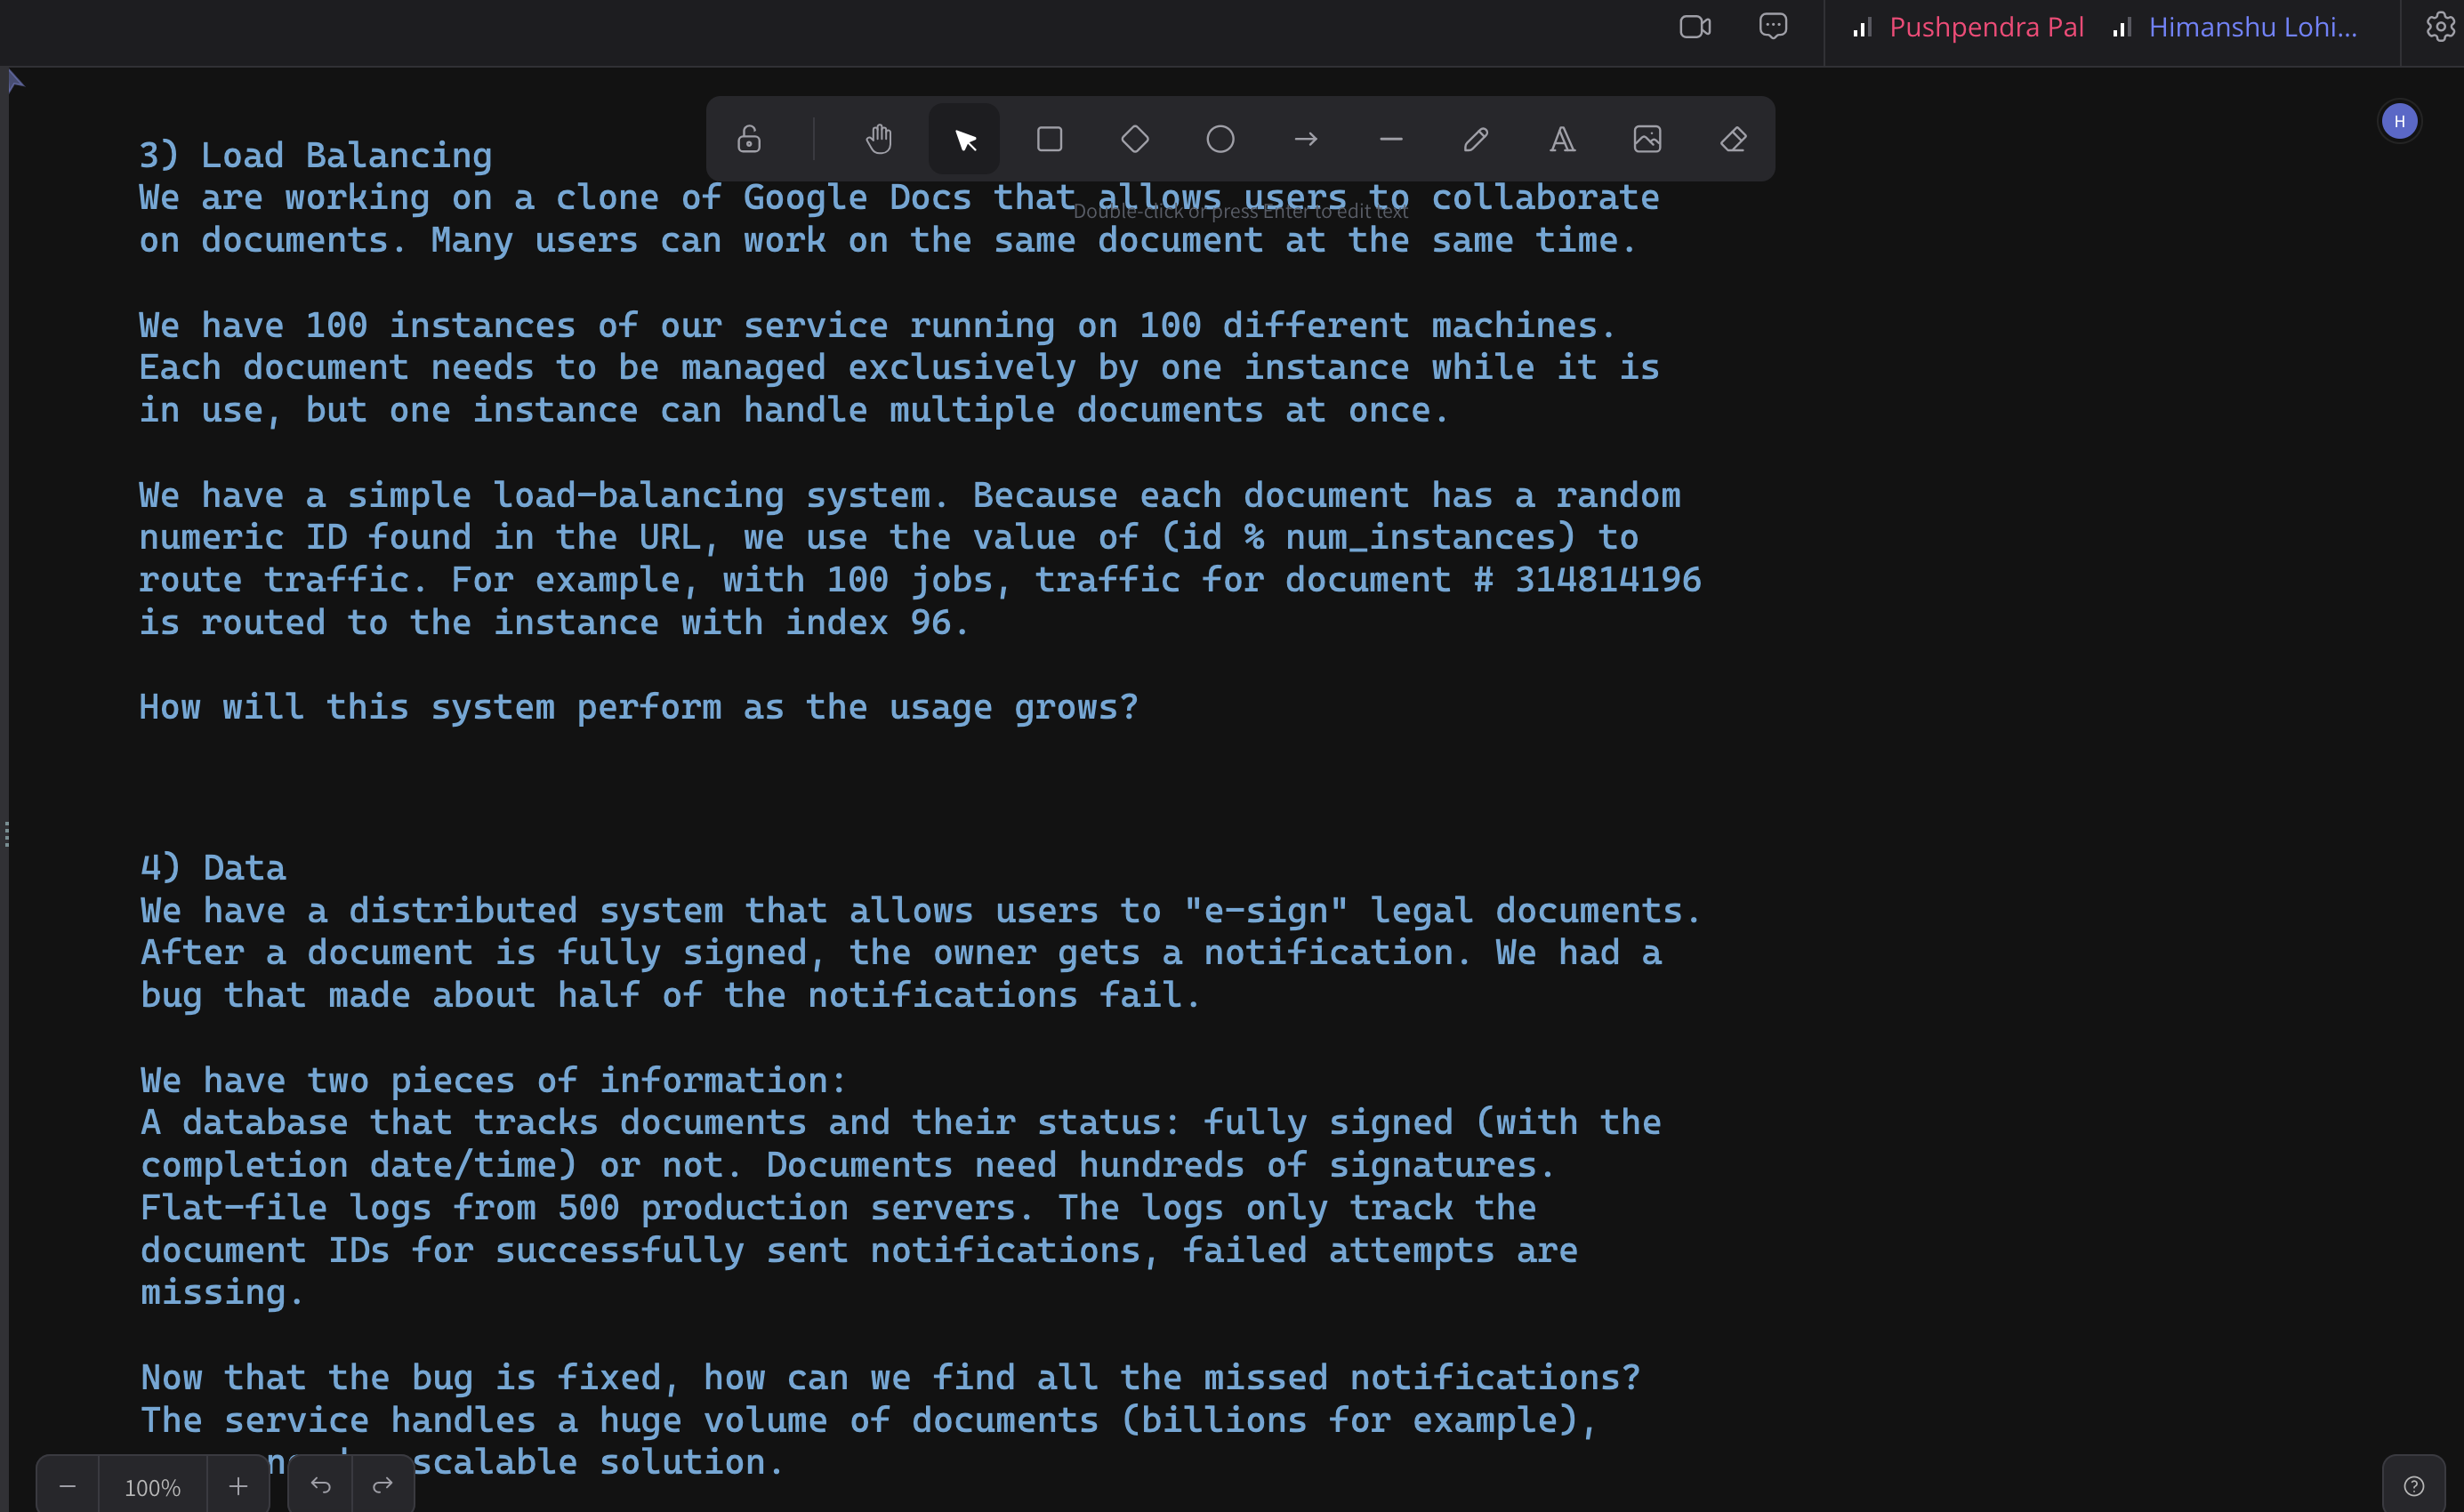 Pushpendra Pal
Himanshu Lohi...
H
3) Load Balancing
We are working on a clone of Google Docs that allows users to collaborate
Double-click or press Enter to edit text
on documents. Many users can work on the same document at the same time.
We have 100 instances of our service running on 100 different machines.
Each document needs to be managed exclusively by one instance while it is
in use, but one instance can handle multiple documents at once.
We have a simple load-balancing system. Because each document has a random
numeric ID found in the URL, we use the value of (id % num_instances) to
route traffic. For example, with 100 jobs, traffic for document # 314814196
is routed to the instance with index 96.
How will this system perform as the usage grows?
4) Data
We have a distributed system that allows users to "e-sign" legal documents.
After a document is fully signed, the owner gets a notification. We had a
bug that made about half of the notifications fail.
We have two pieces of information:
A database that tracks documents and their status: fully signed (with the
completion date/time) or not. Documents need hundreds of signatures.
Flat-file logs from 500 production servers. The logs only track the
document IDs for successfully sent notifications, failed attempts are
missing.
Now that the bug is fixed, how can we find all the missed notifications?
The service handles a huge volume of documents (billions for example),
scalable solution.
100%